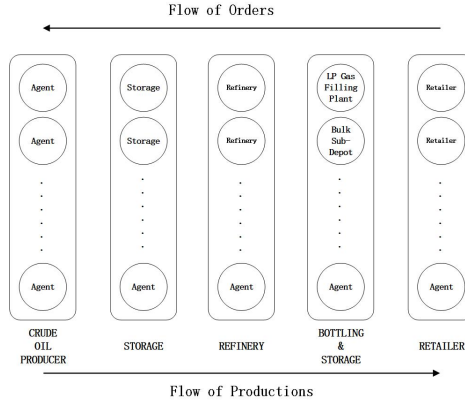 Flow of Orders
Agent
Storage
Refinery
LP Gas
Filling
Plant
Retailer
Agent
Storage
Refinery
Bulk
Sub-
Depot
Retailer
Agent
Agent
Agent
Agent
Agent
CRUDE
OIL
PRODUCER
STORAGE
REFINERY
BOTTLING
&
STORAGE
RETAILER
Flow of Productions